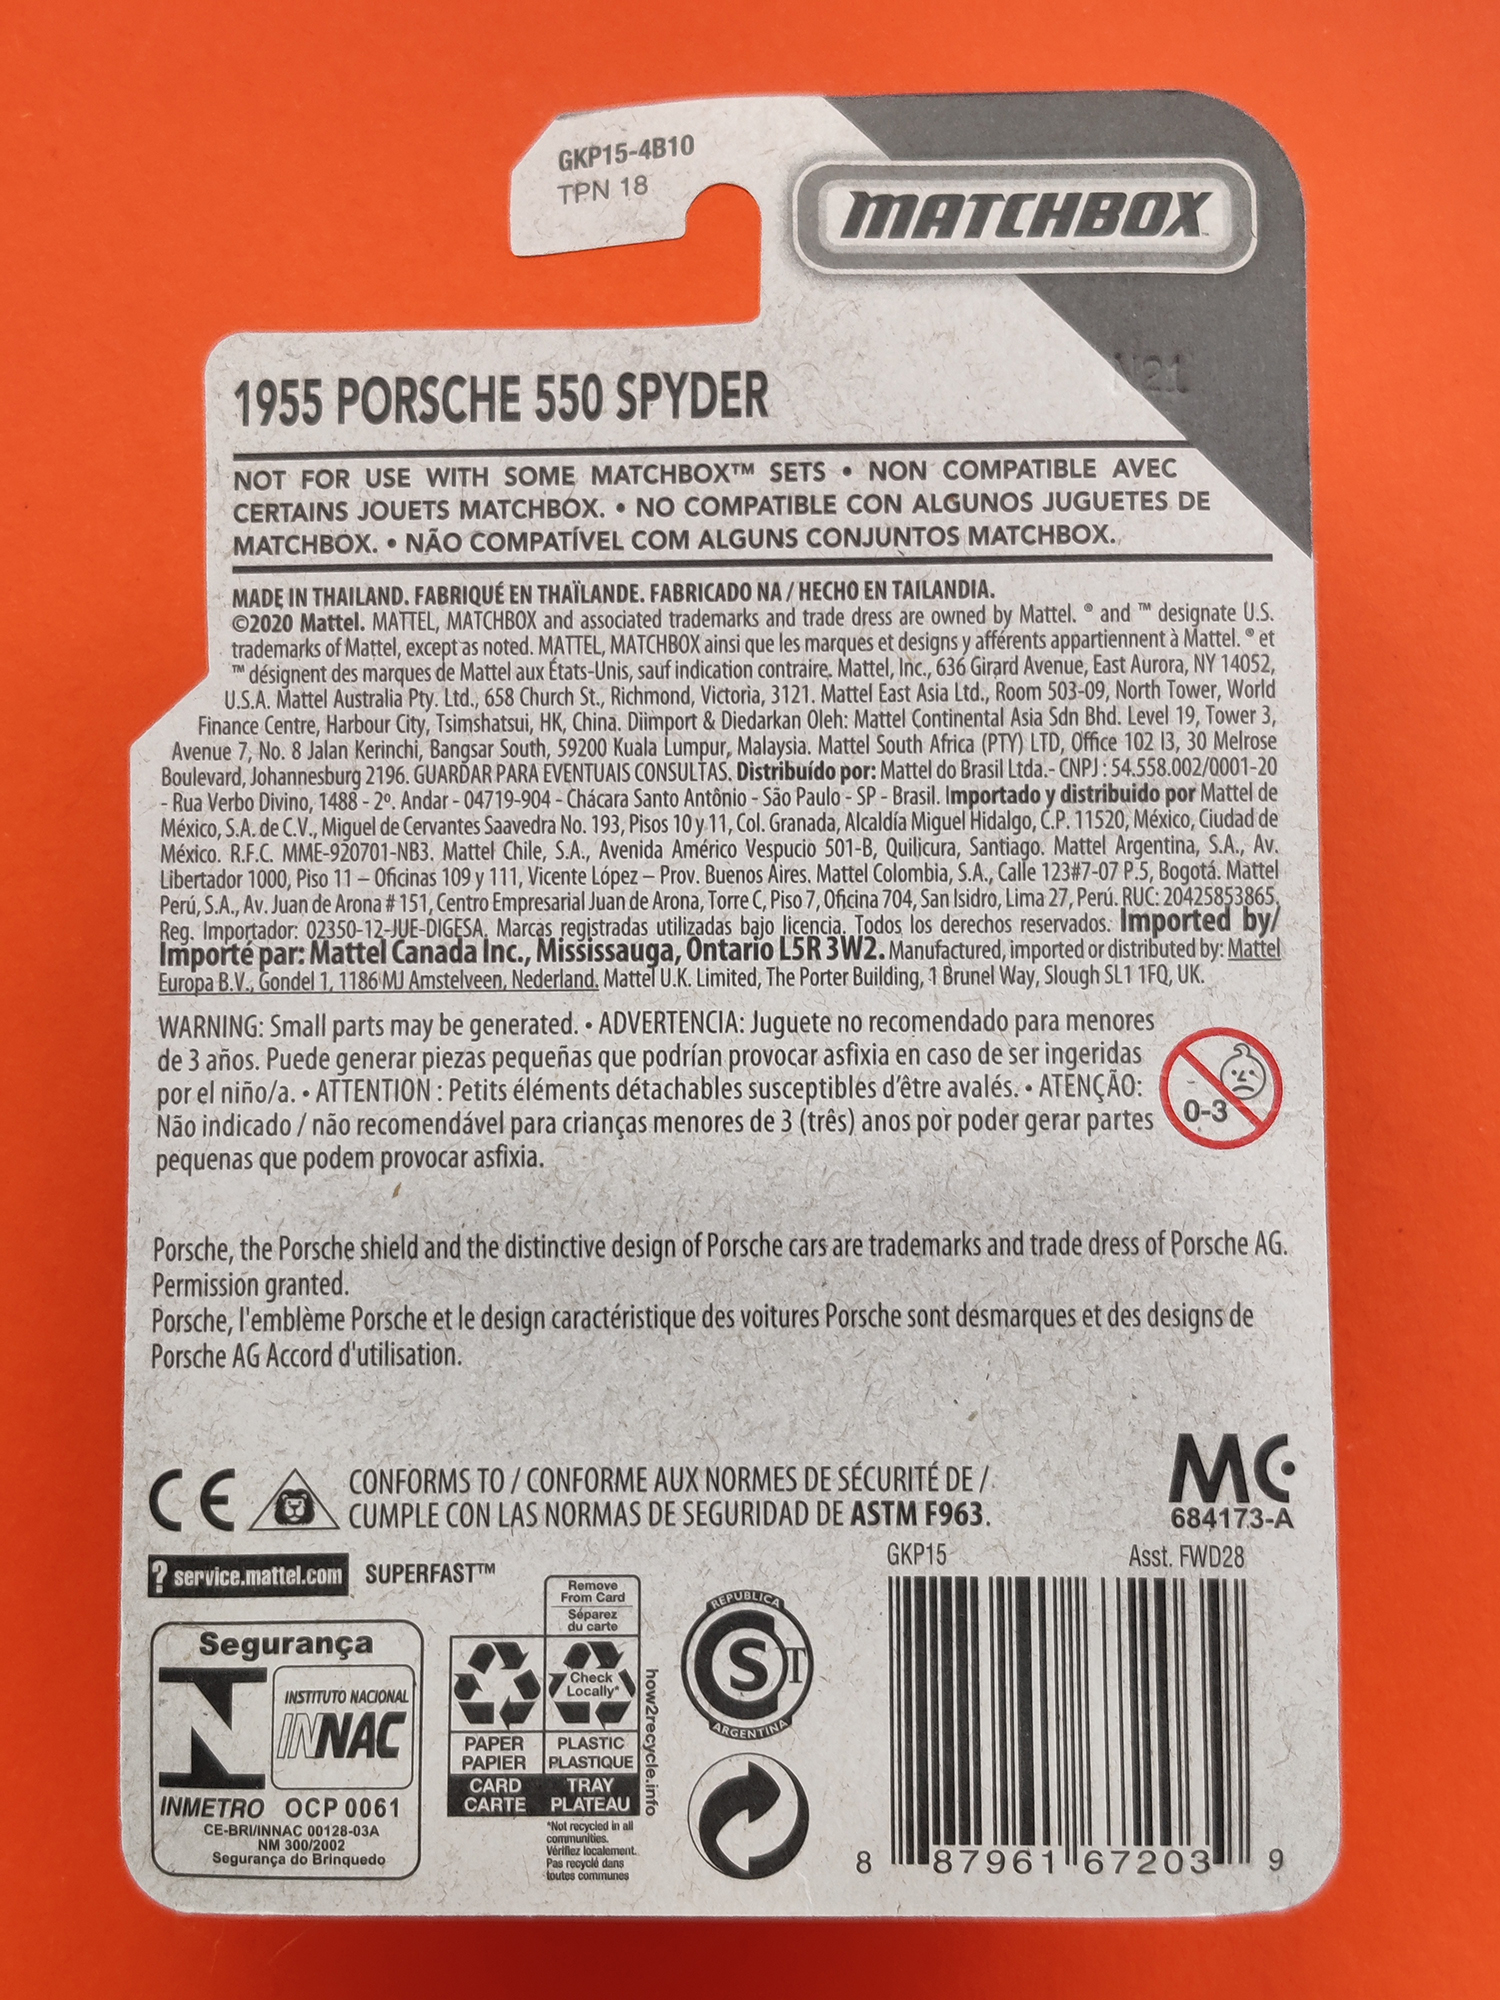 GKP15-4B10
TPN 18
MATCHBOX
N21
1955 PORSCHE 550 SPYDER
NOT FOR USE WITH SOME MATCHBOX™ SETS • NON COMPATIBLE AVEC
CERTAINS JOUETS MATCHBOX. • NO COMPATIBLE CON ALGUNOS JUGUETES DE
MATCHBOX. • NÃO COMPATÍVEL COM ALGUNS CONJUNTOS MATCHBOX.
MADE IN THAILAND. FABRIQUÉ EN THAÏLANDE. FABRICADO NA / HECHO EN TAILANDIA.
©2020 Mattel. MATTEL, MATCHBOX and associated trademarks and trade dress are owned by Mattel. ® and ™ designate U.S.
trademarks of Mattel, except as noted. MATTEL, MATCHBOX ainsi que les marques et designs y afférents appartiennent à Mattel. ® et
™ désignent des marques de Mattel aux États-Unis, sauf indication contraire. Mattel, Inc., 636 Girard Avenue, East Aurora, NY 14052,
U.S.A. Mattel Australia Pty. Ltd., 658 Church St., Richmond, Victoria, 3121. Mattel East Asia Ltd., Room 503-09, North Tower, World
Finance Centre, Harbour City, Tsimshatsui, HK, China. Diimport & Diedarkan Oleh: Mattel Continental Asia Sdn Bhd. Level 19, Tower 3,
Avenue 7, No. 8 Jalan Kerinchi, Bangsar South, 59200 Kuala Lumpur, Malaysia. Mattel South Africa (PTY) LTD, Office 102 I3, 30 Melrose
Boulevard, Johannesburg 2196. GUARDAR PARA EVENTUAIS CONSULTAS. Distribuído por: Mattel do Brasil Ltda.- CNPJ : 54.558.002/0001-20
- Rua Verbo Divino, 1488 - 2º. Andar - 04719-904 - Chácara Santo Antônio - São Paulo - SP - Brasil. Importado y distribuido por Mattel de
México, S.A. de C.V., Miguel de Cervantes Saavedra No. 193, Pisos 10 y 11, Col. Granada, Alcaldía Miguel Hidalgo, C.P. 11520, México, Ciudad de
México. R.F.C. MME-920701-NB3. Mattel Chile, S.A., Avenida Américo Vespucio 501-B, Quilicura, Santiago. Mattel Argentina, S.A., Av.
Libertador 1000, Piso 11 – Oficinas 109 y 111, Vicente López – Prov. Buenos Aires. Mattel Colombia, S.A., Calle 123#7-07 P.5, Bogotá. Mattel
Perú, S.A., Av. Juan de Arona # 151, Centro Empresarial Juan de Arona, Torre C, Piso 7, Oficina 704, San Isidro, Lima 27, Perú. RUC: 20425853865,
Reg. Importador: 02350-12-JUE-DIGESA. Marcas registradas utilizadas bajo licencia. Todos los derechos reservados. Imported by/
Importé par: Mattel Canada Inc., Mississauga, Ontario L5R 3W2. Manufactured, imported or distributed by: Mattel
Europa B.V., Gondel 1, 1186 MJ Amstelveen, Nederland. Mattel U.K. Limited, The Porter Building, 1 Brunel Way, Slough SL1 1FQ, UK.
WARNING: Small parts may be generated. • ADVERTENCIA: Juguete no recomendado para menores
de 3 años. Puede generar piezas pequeñas que podrían provocar asfixia en caso de ser ingeridas
por el niño/a. • ATTENTION : Petits éléments détachables susceptibles d'être avalés. • ATENÇÃO:
Não indicado / não recomendável para crianças menores de 3 (três) anos por poder gerar partes
pequenas que podem provocar asfixia.
0-3
Porsche, the Porsche shield and the distinctive design of Porsche cars are trademarks and trade dress of Porsche AG.
Permission granted.
Porsche, l'emblème Porsche et le design caractéristique des voitures Porsche sont desmarques et des designs de
Porsche AG Accord d'utilisation.
CE
CONFORMS TO / CONFORME AUX NORMES DE SÉCURITÉ DE /
CUMPLE CON LAS NORMAS DE SEGURIDAD DE ASTM F963.
MC
684173-A
? service.mattel.com SUPERFAST™
GKP15 Asst. FWD28
Segurança
INSTITUTO NACIONAL
INNAC
INMETRO OCP 0061
CE-BRI/INNAC 00128-03A
NM 300/2002
Segurança do Brinquedo
Remove
From Card
Séparez
du carte
Check
Locally*
PAPER
PAPIER
CARD
CARTE
PLASTIC
PLASTIQUE
TRAY
PLATEAU
how2recycle.info
*Not recycled in all
communities.
Vérifiez localement.
Pas recyclé dans
toutes communes
REPUBLICA
S T
ARGENTINA
8 87961 67203 9